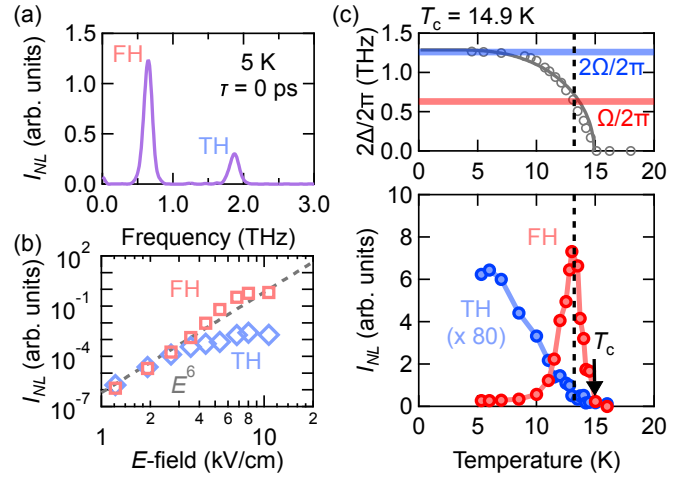 (a)
FH
5 K
τ = 0 ps
TH
I_NL (arb. units)
1.5
1.0
0.5
0.0
0.0
1.0
2.0
3.0
Frequency (THz)
(b)
I_NL (arb. units)
10^2
10^-1
10^-4
10^-7
FH
TH
E^6
1
2
4
6
8
10
20
E-field (kV/cm)
(c)
T_c = 14.9 K
2Δ/2π (THz)
1.5
1.0
0.5
0.0
2Ω/2π
Ω/2π
0
5
10
15
20
I_NL (arb. units)
10
8
6
4
2
0
FH
TH
(x 80)
T_c
0
5
10
15
20
Temperature (K)